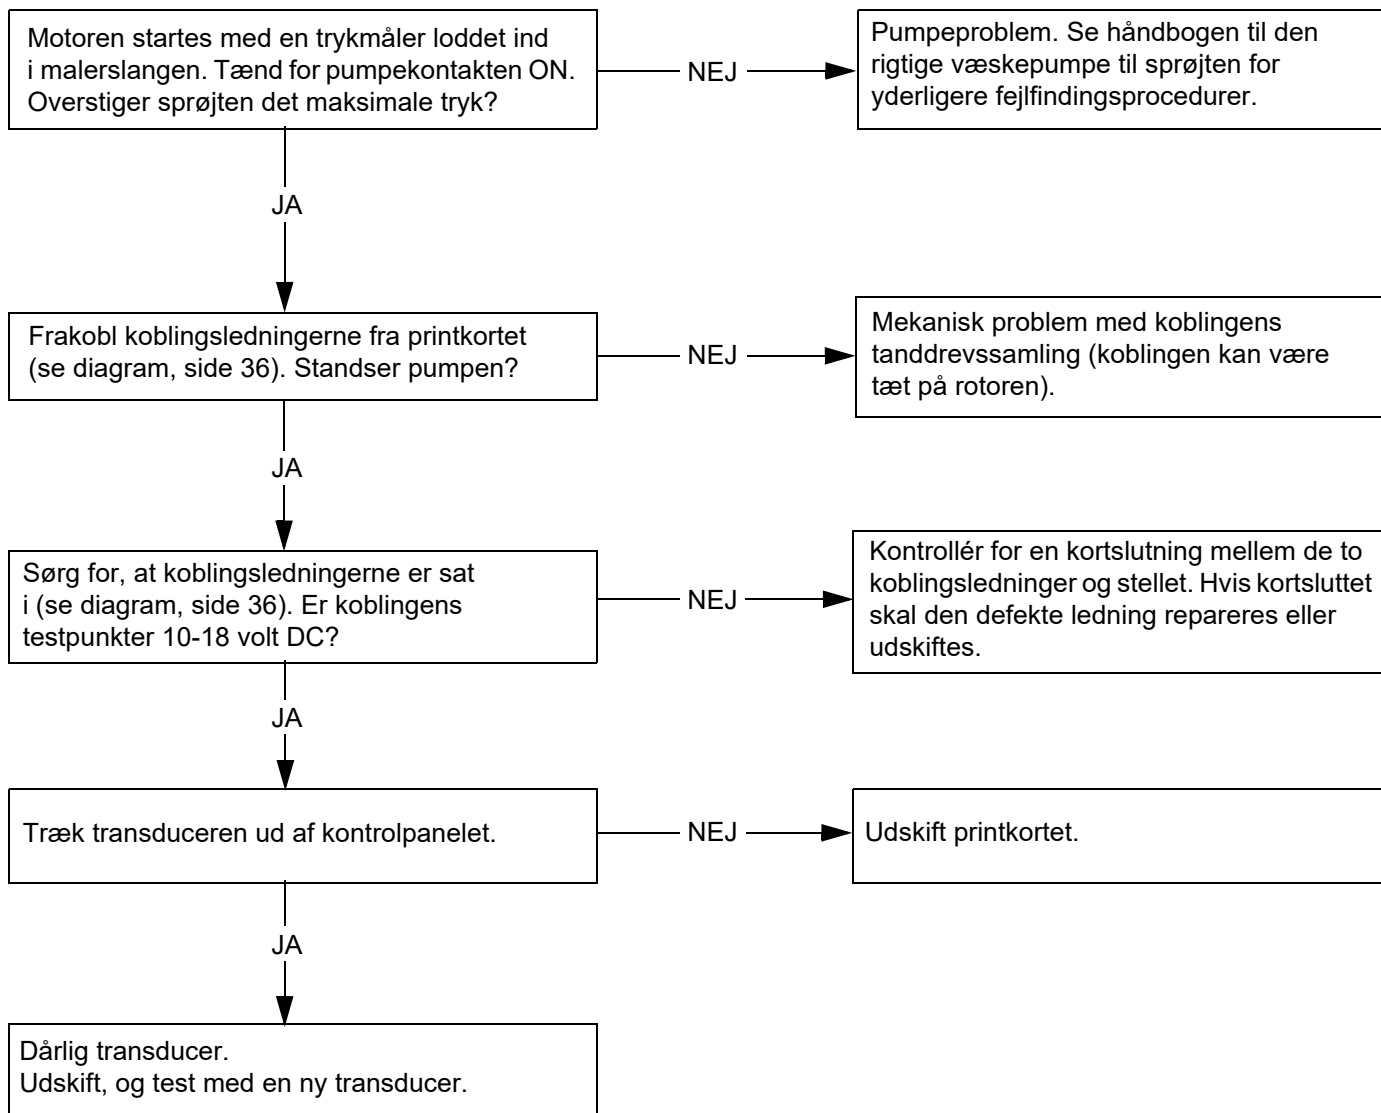 Motoren startes med en trykmåler loddet ind
i malerslangen. Tænd for pumpekontakten ON.
Overstiger sprøjten det maksimale tryk?
NEJ
Pumpeproblem. Se håndbogen til den
rigtige væskepumpe til sprøjten for
yderligere fejlfindingsprocedurer.
JA
Frakobl koblingsledningerne fra printkortet
(se diagram, side 36). Standser pumpen?
NEJ
Mekanisk problem med koblingens
tanddrevssamling (koblingen kan være
tæt på rotoren).
JA
Sørg for, at koblingsledningerne er sat
i (se diagram, side 36). Er koblingens
testpunkter 10-18 volt DC?
NEJ
Kontrollér for en kortslutning mellem de to
koblingsledninger og stellet. Hvis kortsluttet
skal den defekte ledning repareres eller
udskiftes.
JA
Træk transduceren ud af kontrolpanelet.
NEJ
Udskift printkortet.
JA
Dårlig transducer.
Udskift, og test med en ny transducer.